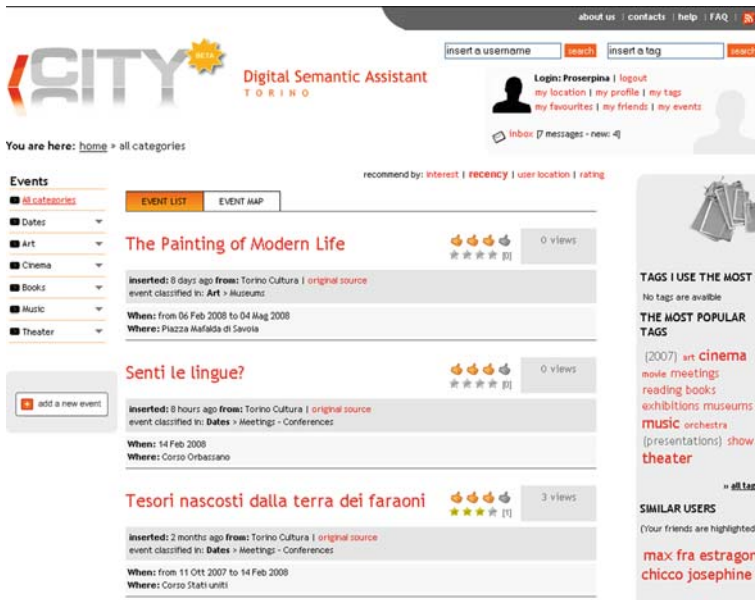 about us | contacts | help | FAQ |
iCITY
BETA
Digital Semantic Assistant
TORINO
insert a username search insert a tag search
Login: Proserpina | logout
my location | my profile | my tags
my favourites | my friends | my events
inbox [7 messages - new: 4]
You are here: home » all categories
recommend by: interest | recency | user location | rating
Events
All categories
Dates
Art
Cinema
Books
Music
Theater
add a new event
EVENT LIST EVENT MAP
The Painting of Modern Life
[0]
0 views
inserted: 8 days ago from: Torino Cultura | original source
event classified in: Art > Museums
When: from 06 Feb 2008 to 04 Mag 2008
Where: Piazza Mafalda di Savoia
Senti le lingue?
[0]
0 views
inserted: 8 hours ago from: Torino Cultura | original source
event classified in: Dates > Meetings - Conferences
When: 14 Feb 2008
Where: Corso Orbassano
Tesori nascosti dalla terra dei faraoni
[1]
3 views
inserted: 2 months ago from: Torino Cultura | original source
event classified in: Dates > Meetings - Conferences
When: from 11 Ott 2007 to 14 Feb 2008
Where: Corso Stati uniti
TAGS I USE THE MOST
No tags are avaible
THE MOST POPULAR
TAGS
(2007) art cinema
movie meetings
reading books
exhibitions museums
music orchestra
(presentations) show
theater
» all tag
SIMILAR USERS
(Your friends are highlighted
max fra estragon
chicco josephine